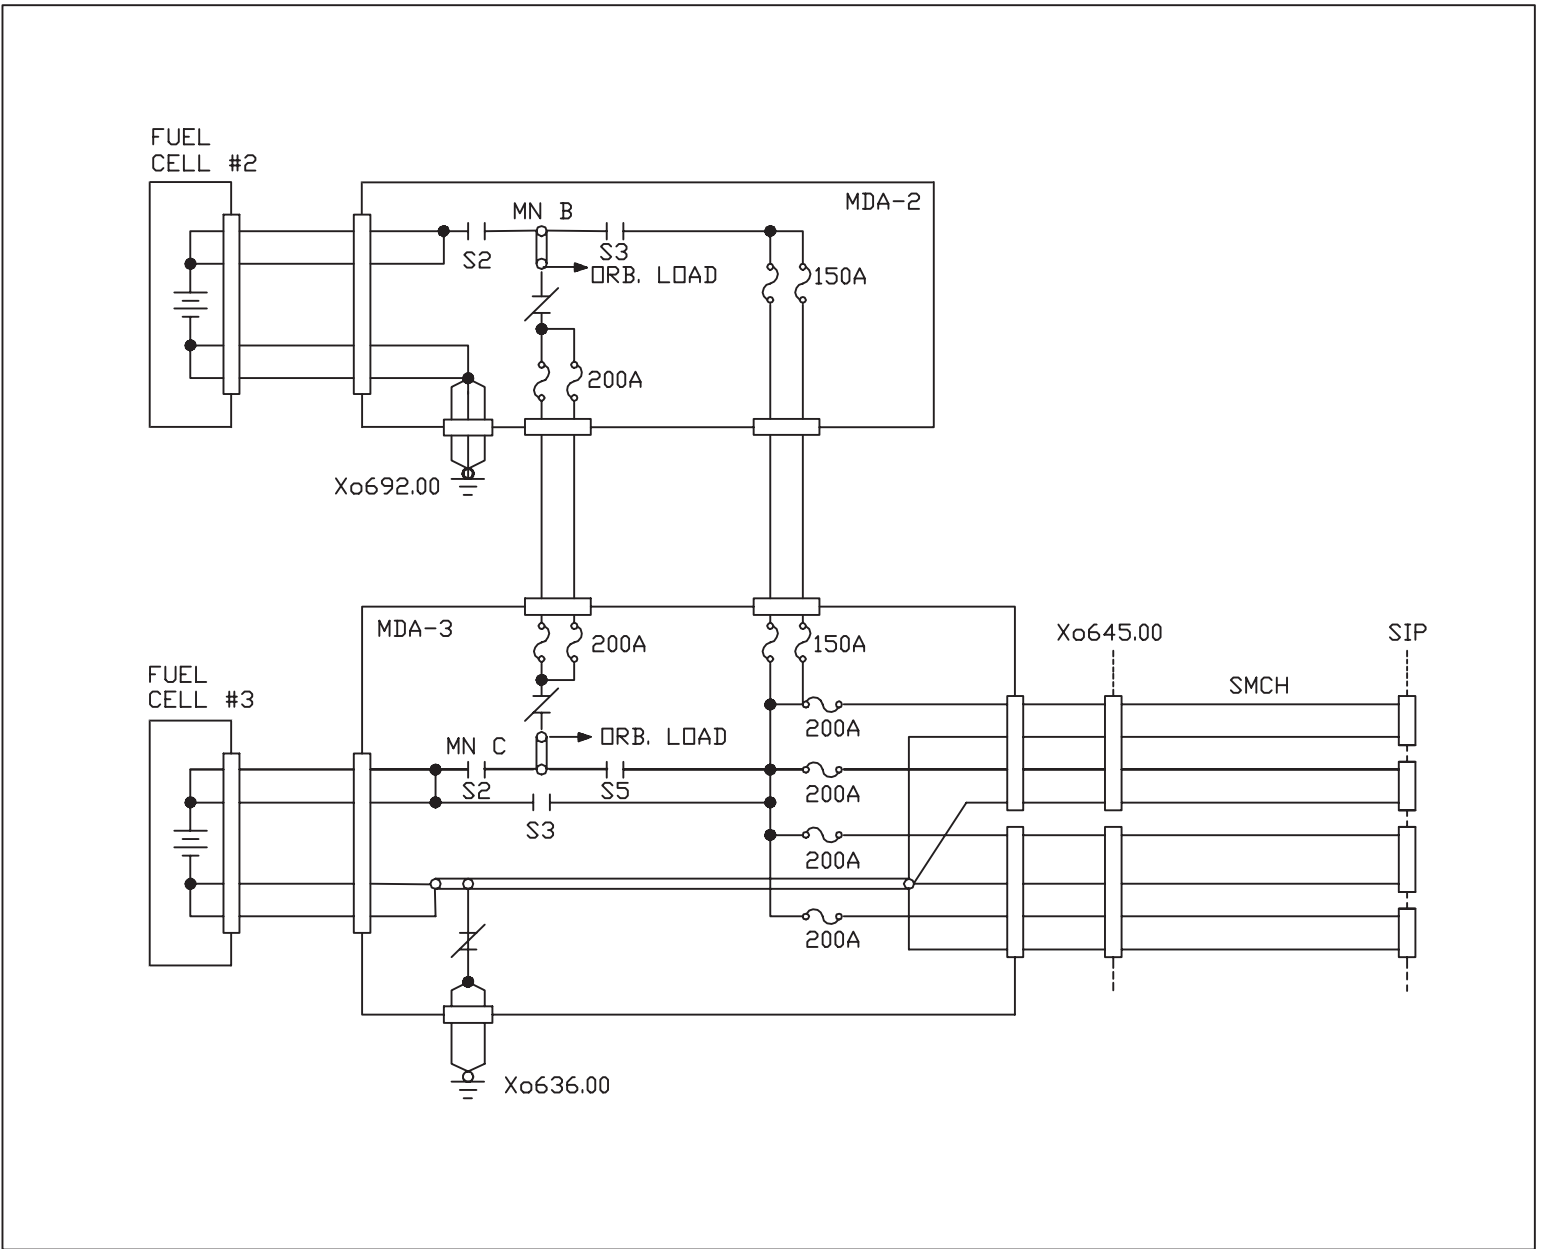 FUEL
CELL #2
MDA-2
MN B
S2
S3
ORB. LOAD
150A
200A
Xo692.00
MDA-3
200A
150A
Xo645.00
SIP
FUEL
CELL #3
SMCH
200A
MN C
ORB. LOAD
S2
S5
200A
S3
200A
200A
Xo636.00